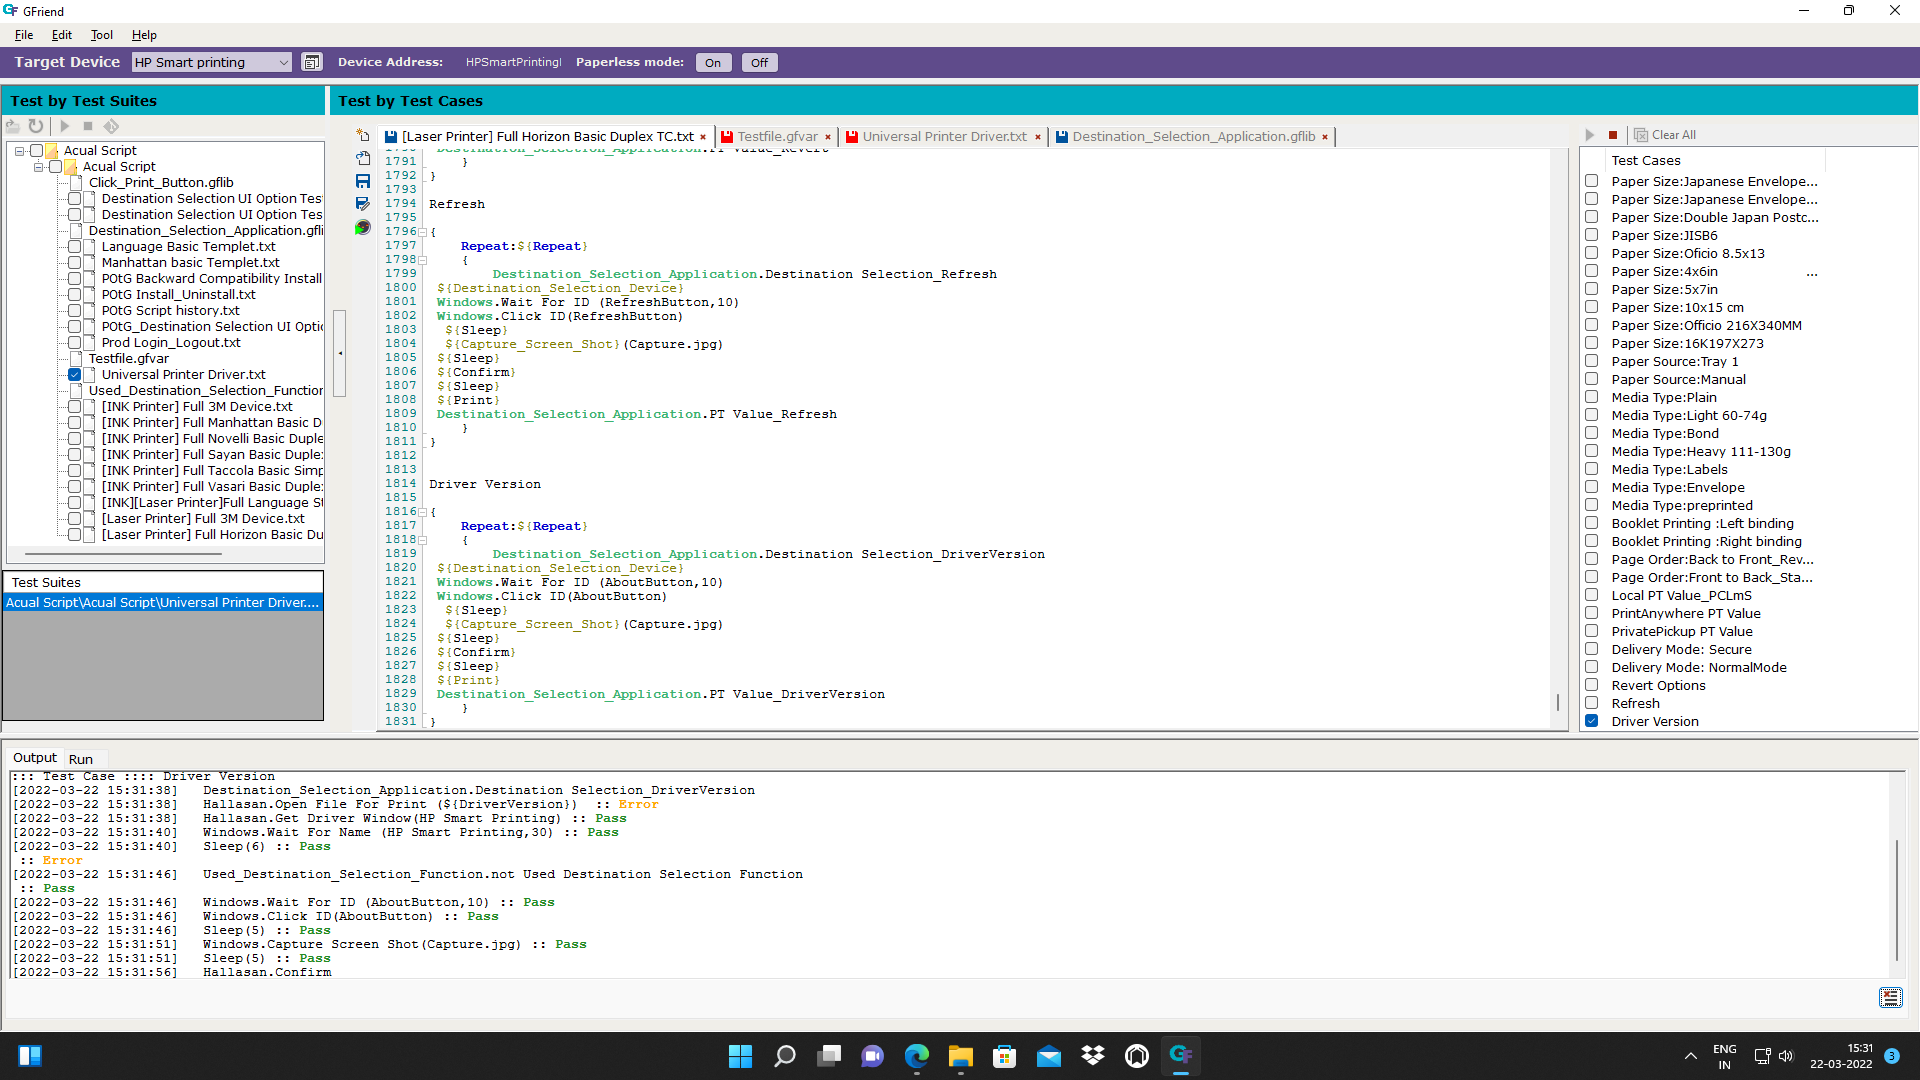 GFriend
File Edit Tool Help
Target Device HP Smart printing Device Address: HPSmartPrintingl Paperless mode: On Off
Test by Test Suites
Acual Script
Acual Script
Click_Print_Button.gflib
Destination Selection UI Option Tes
Destination Selection UI Option Tes
Destination_Selection_Application.gfli
Language Basic Templet.txt
Manhattan basic Templet.txt
POtG Backward Compatibility Install
POtG Install_Uninstall.txt
POtG Script history.txt
POtG_Destination Selection UI Optic
Prod Login_Logout.txt
Testfile.gfvar
Universal Printer Driver.txt
Used_Destination_Selection_Function
[INK Printer] Full 3M Device.txt
[INK Printer] Full Manhattan Basic D
[INK Printer] Full Novelli Basic Duple
[INK Printer] Full Sayan Basic Duple
[INK Printer] Full Taccola Basic Simp
[INK Printer] Full Vasari Basic Duple
[INK][Laser Printer]Full Language St
[Laser Printer] Full 3M Device.txt
[Laser Printer] Full Horizon Basic Du
Test Suites
Acual Script\Acual Script\Universal Printer Driver....
Test by Test Cases
[Laser Printer] Full Horizon Basic Duplex TC.txt × Testfile.gfvar × Universal Printer Driver.txt × Destination_Selection_Application.gflib ×
1790 Destination_Selection_Application.PT Value_Revert
1791 }
1792 }
1793
1794 Refresh
1795
1796 {
1797 Repeat:${Repeat}
1798 {
1799 Destination_Selection_Application.Destination Selection_Refresh
1800 ${Destination_Selection_Device}
1801 Windows.Wait For ID (RefreshButton,10)
1802 Windows.Click ID(RefreshButton)
1803 ${Sleep}
1804 ${Capture_Screen_Shot}(Capture.jpg)
1805 ${Sleep}
1806 ${Confirm}
1807 ${Sleep}
1808 ${Print}
1809 Destination_Selection_Application.PT Value_Refresh
1810 }
1811 }
1812
1813
1814 Driver Version
1815
1816 {
1817 Repeat:${Repeat}
1818 {
1819 Destination_Selection_Application.Destination Selection_DriverVersion
1820 ${Destination_Selection_Device}
1821 Windows.Wait For ID (AboutButton,10)
1822 Windows.Click ID(AboutButton)
1823 ${Sleep}
1824 ${Capture_Screen_Shot}(Capture.jpg)
1825 ${Sleep}
1826 ${Confirm}
1827 ${Sleep}
1828 ${Print}
1829 Destination_Selection_Application.PT Value_DriverVersion
1830 }
1831 }
Clear All
Test Cases
Paper Size:Japanese Envelope...
Paper Size:Japanese Envelope...
Paper Size:Double Japan Postc...
Paper Size:JISB6
Paper Size:Oficio 8.5x13
Paper Size:4x6in ...
Paper Size:5x7in
Paper Size:10x15 cm
Paper Size:Officio 216X340MM
Paper Size:16K197X273
Paper Source:Tray 1
Paper Source:Manual
Media Type:Plain
Media Type:Light 60-74g
Media Type:Bond
Media Type:Heavy 111-130g
Media Type:Labels
Media Type:Envelope
Media Type:preprinted
Booklet Printing :Left binding
Booklet Printing :Right binding
Page Order:Back to Front_Rev...
Page Order:Front to Back_Sta...
Local PT Value_PCLmS
PrintAnywhere PT Value
PrivatePickup PT Value
Delivery Mode: Secure
Delivery Mode: NormalMode
Revert Options
Refresh
Driver Version
Output Run
::: Test Case :::: Driver Version
[2022-03-22 15:31:38] Destination_Selection_Application.Destination Selection_DriverVersion
[2022-03-22 15:31:38] Hallasan.Open File For Print (${DriverVersion}) :: Error
[2022-03-22 15:31:38] Hallasan.Get Driver Window(HP Smart Printing) :: Pass
[2022-03-22 15:31:40] Windows.Wait For Name (HP Smart Printing,30) :: Pass
[2022-03-22 15:31:40] Sleep(6) :: Pass
:: Error
[2022-03-22 15:31:46] Used_Destination_Selection_Function.not Used Destination Selection Function
:: Pass
[2022-03-22 15:31:46] Windows.Wait For ID (AboutButton,10) :: Pass
[2022-03-22 15:31:46] Windows.Click ID(AboutButton) :: Pass
[2022-03-22 15:31:46] Sleep(5) :: Pass
[2022-03-22 15:31:51] Windows.Capture Screen Shot(Capture.jpg) :: Pass
[2022-03-22 15:31:51] Sleep(5) :: Pass
[2022-03-22 15:31:56] Hallasan.Confirm
ENG
IN
15:31
22-03-2022
3